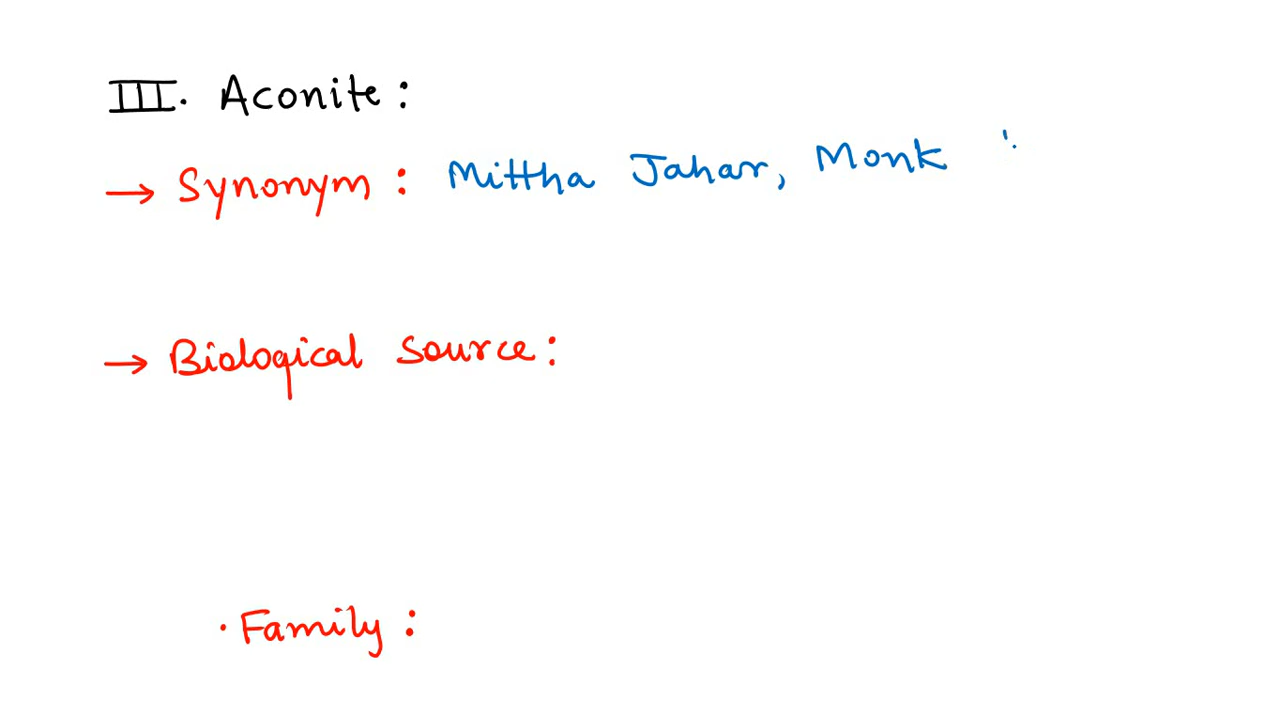 III. Aconite:
→ Synonym: Mittha Jahar, Monk
→ Biological Source:
· Family: